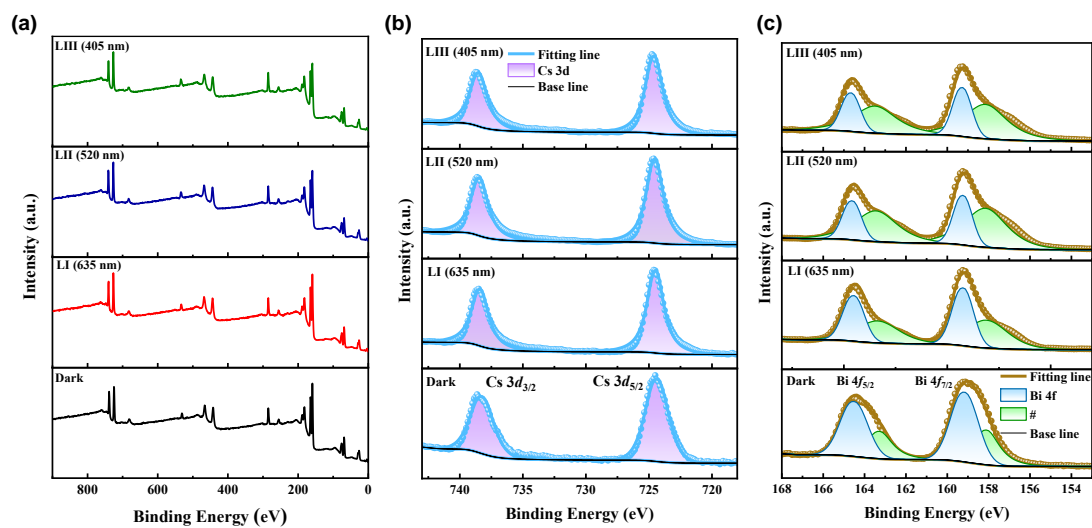 (a)
LIII (405 nm)
LII (520 nm)
LI (635 nm)
Dark
Intensity (a.u.)
800 600 400 200 0
Binding Energy (eV)
(b)
LIII (405 nm)
Fitting line
Cs 3d
Base line
LII (520 nm)
LI (635 nm)
Dark
Cs 3d3/2
Cs 3d5/2
Intensity (a.u.)
740 735 730 725 720
Binding Energy (eV)
(c)
LIII (405 nm)
LII (520 nm)
LI (635 nm)
Dark
Bi 4f5/2
Bi 4f7/2
Fitting line
Bi 4f
#
Base line
Intensity (a.u.)
168 166 164 162 160 158 156 154
Binding Energy (eV)